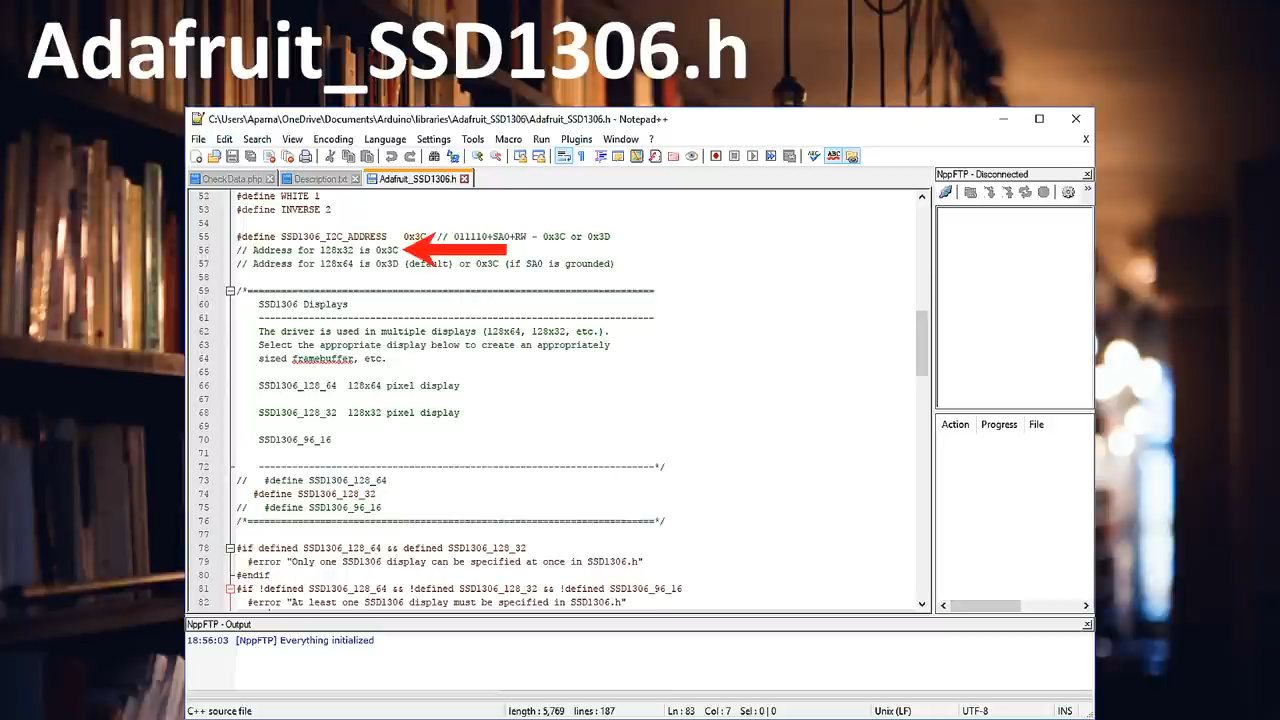 Adafruit_SSD1306.h
C:\Users\Aparna\OneDrive\Documents\Arduino\libraries\Adafruit_SSD1306\Adafruit_SSD1306.h - Notepad++
File Edit Search View Encoding Language Settings Tools Macro Run Plugins Window ? X
CheckData.php Description.txt Adafruit_SSD1306.h
NppFTP - Disconnected
52 #define WHITE 1
53 #define INVERSE 2
54
55 #define SSD1306_I2C_ADDRESS 0x3C // 011110+SA0+RW - 0x3C or 0x3D
56 // Address for 128x32 is 0x3C
57 // Address for 128x64 is 0x3D (default) or 0x3C (if SA0 is grounded)
58
59 /*=========================================================================
60 SSD1306 Displays
61 -----------------------------------------------------------------------
62 The driver is used in multiple displays (128x64, 128x32, etc.).
63 Select the appropriate display below to create an appropriately
64 sized framebuffer, etc.
65
66 SSD1306_128_64 128x64 pixel display
67
68 SSD1306_128_32 128x32 pixel display
69
70 SSD1306_96_16
71
72 -----------------------------------------------------------------------*/
73 // #define SSD1306_128_64
74 #define SSD1306_128_32
75 // #define SSD1306_96_16
76 /*=========================================================================*/
77
78 #if defined SSD1306_128_64 && defined SSD1306_128_32
79 #error "Only one SSD1306 display can be specified at once in SSD1306.h"
80 #endif
81 #if !defined SSD1306_128_64 && !defined SSD1306_128_32 && !defined SSD1306_96_16
82 #error "At least one SSD1306 display must be specified in SSD1306.h"
Action Progress File
NppFTP - Output
18:56:03 [NppFTP] Everything initialized
C++ source file length : 5,769 lines : 187 Ln : 83 Col : 7 Sel : 0 | 0 Unix (LF) UTF-8 INS